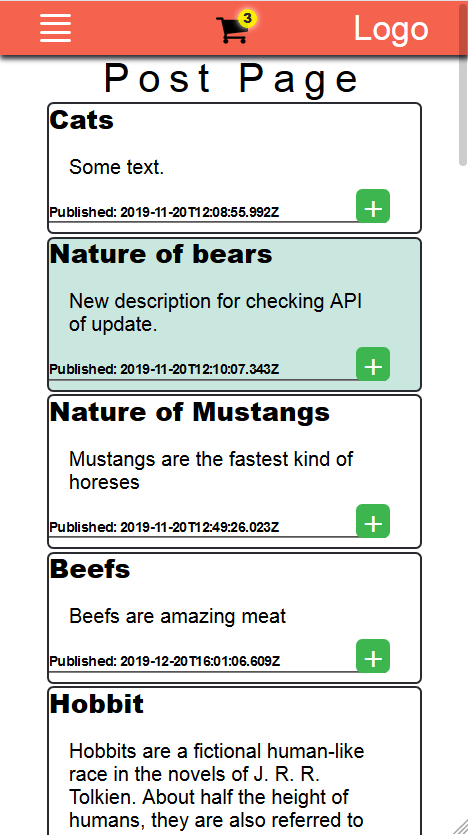 3
Logo
Post Page
Cats
Some text.
Published: 2019-11-20T12:08:55.992Z
+
Nature of bears
New description for checking API
of update.
Published: 2019-11-20T12:10:07.343Z
+
Nature of Mustangs
Mustangs are the fastest kind of
horeses
Published: 2019-11-20T12:49:26.023Z
+
Beefs
Beefs are amazing meat
Published: 2019-12-20T16:01:06.609Z
+
Hobbit
Hobbits are a fictional human-like
race in the novels of J. R. R.
Tolkien. About half the height of
humans, they are also referred to